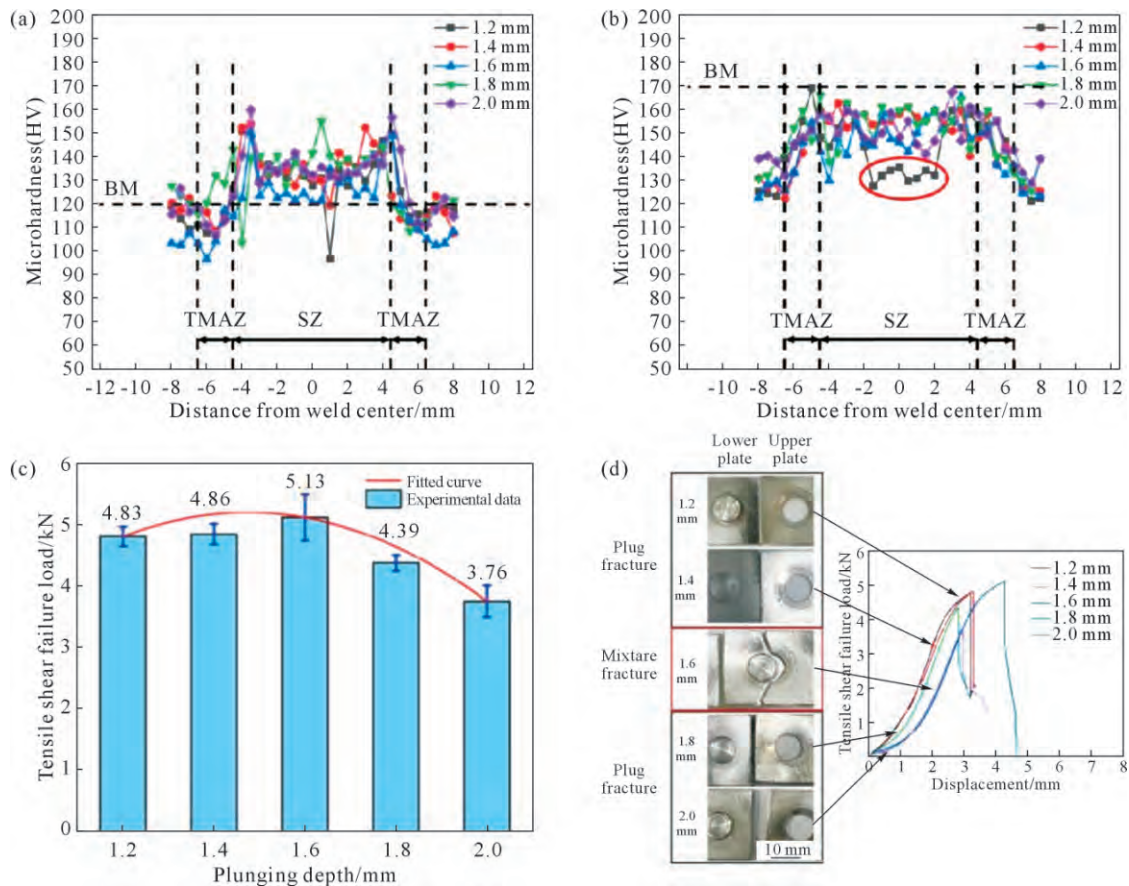 (a)
200
190
180
170
160
150
140
130
120
110
100
90
80
70
60
50
Microhardness(HV)
1.2 mm
1.4 mm
1.6 mm
1.8 mm
2.0 mm
BM
TMAZ
SZ
TMAZ
-12
-10
-8
-6
-4
-2
0
2
4
6
8
10
12
Distance from weld center/mm
(b)
200
190
180
170
160
150
140
130
120
110
100
90
80
70
60
50
Microhardness(HV)
1.2 mm
1.4 mm
1.6 mm
1.8 mm
2.0 mm
BM
TMAZ
SZ
TMAZ
-10
-8
-6
-4
-2
0
2
4
6
8
10
12
Distance from weld center/mm
(c)
6
5
4
3
2
1
0
Tensile shear failure load/kN
Fitted curve
Experimental data
4.83
4.86
5.13
4.39
3.76
1.2
1.4
1.6
1.8
2.0
Plunging depth/mm
(d)
Lower plate
Upper plate
Plug fracture
1.2 mm
1.4 mm
Mixtare fracture
1.6 mm
Plug fracture
1.8 mm
2.0 mm
10 mm
6
5
4
3
2
1
Tensile shear failure load/kN
1.2 mm
1.4 mm
1.6 mm
1.8 mm
2.0 mm
0
1
2
3
4
5
6
7
8
Displacement/mm